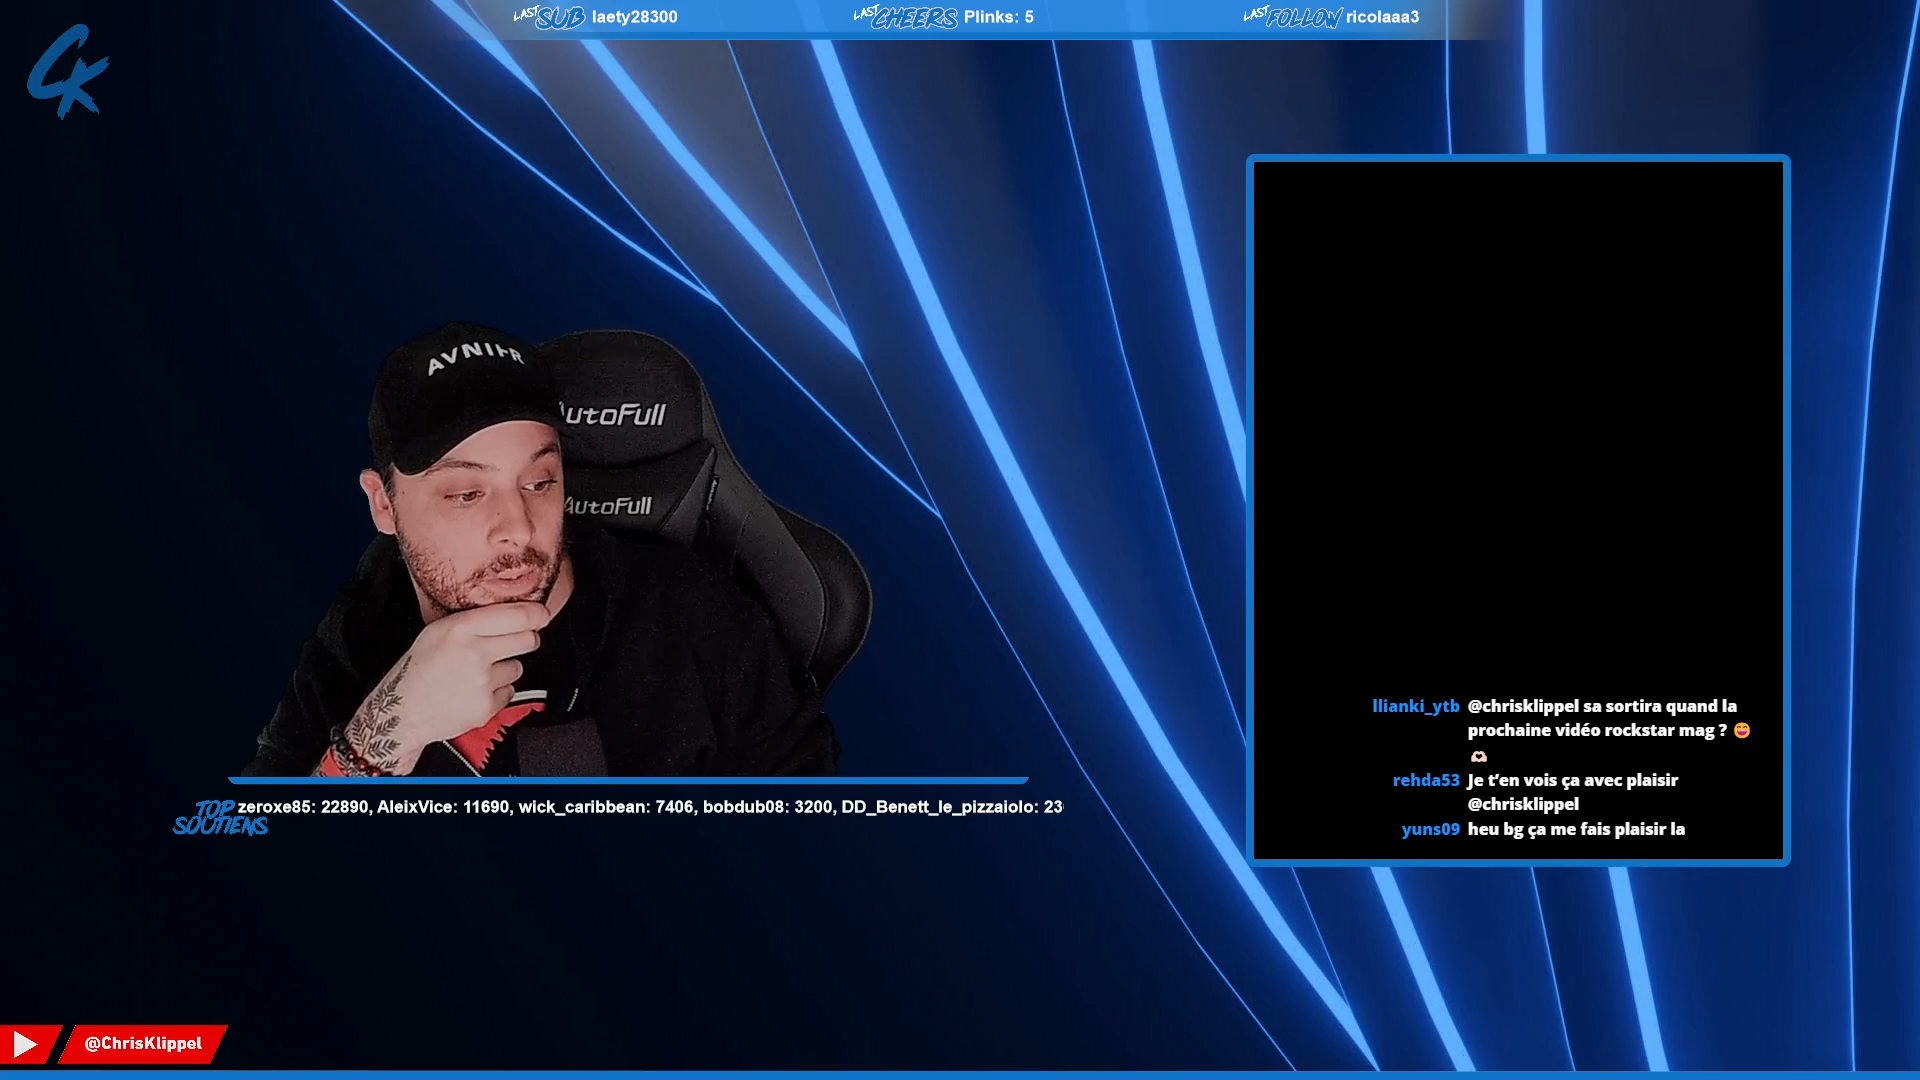 LAST SUB laety28300
LAST CHEERS Plinks: 5
LAST FOLLOW ricolaaa3
CK
AVNIER
AutoFull
AutoFull
llianki_ytb @chrisklippel sa sortira quand la
prochaine vidéo rockstar mag ? 😄
🫶🏻
rehda53 Je t’en vois ça avec plaisir
@chrisklippel
yuns09 heu bg ça me fais plaisir la
TOP SOUTIENS zeroxe85: 22890, AleixVice: 11690, wick_caribbean: 7406, bobdub08: 3200, DD_Benett_le_pizzaiolo: 23
@ChrisKlippel